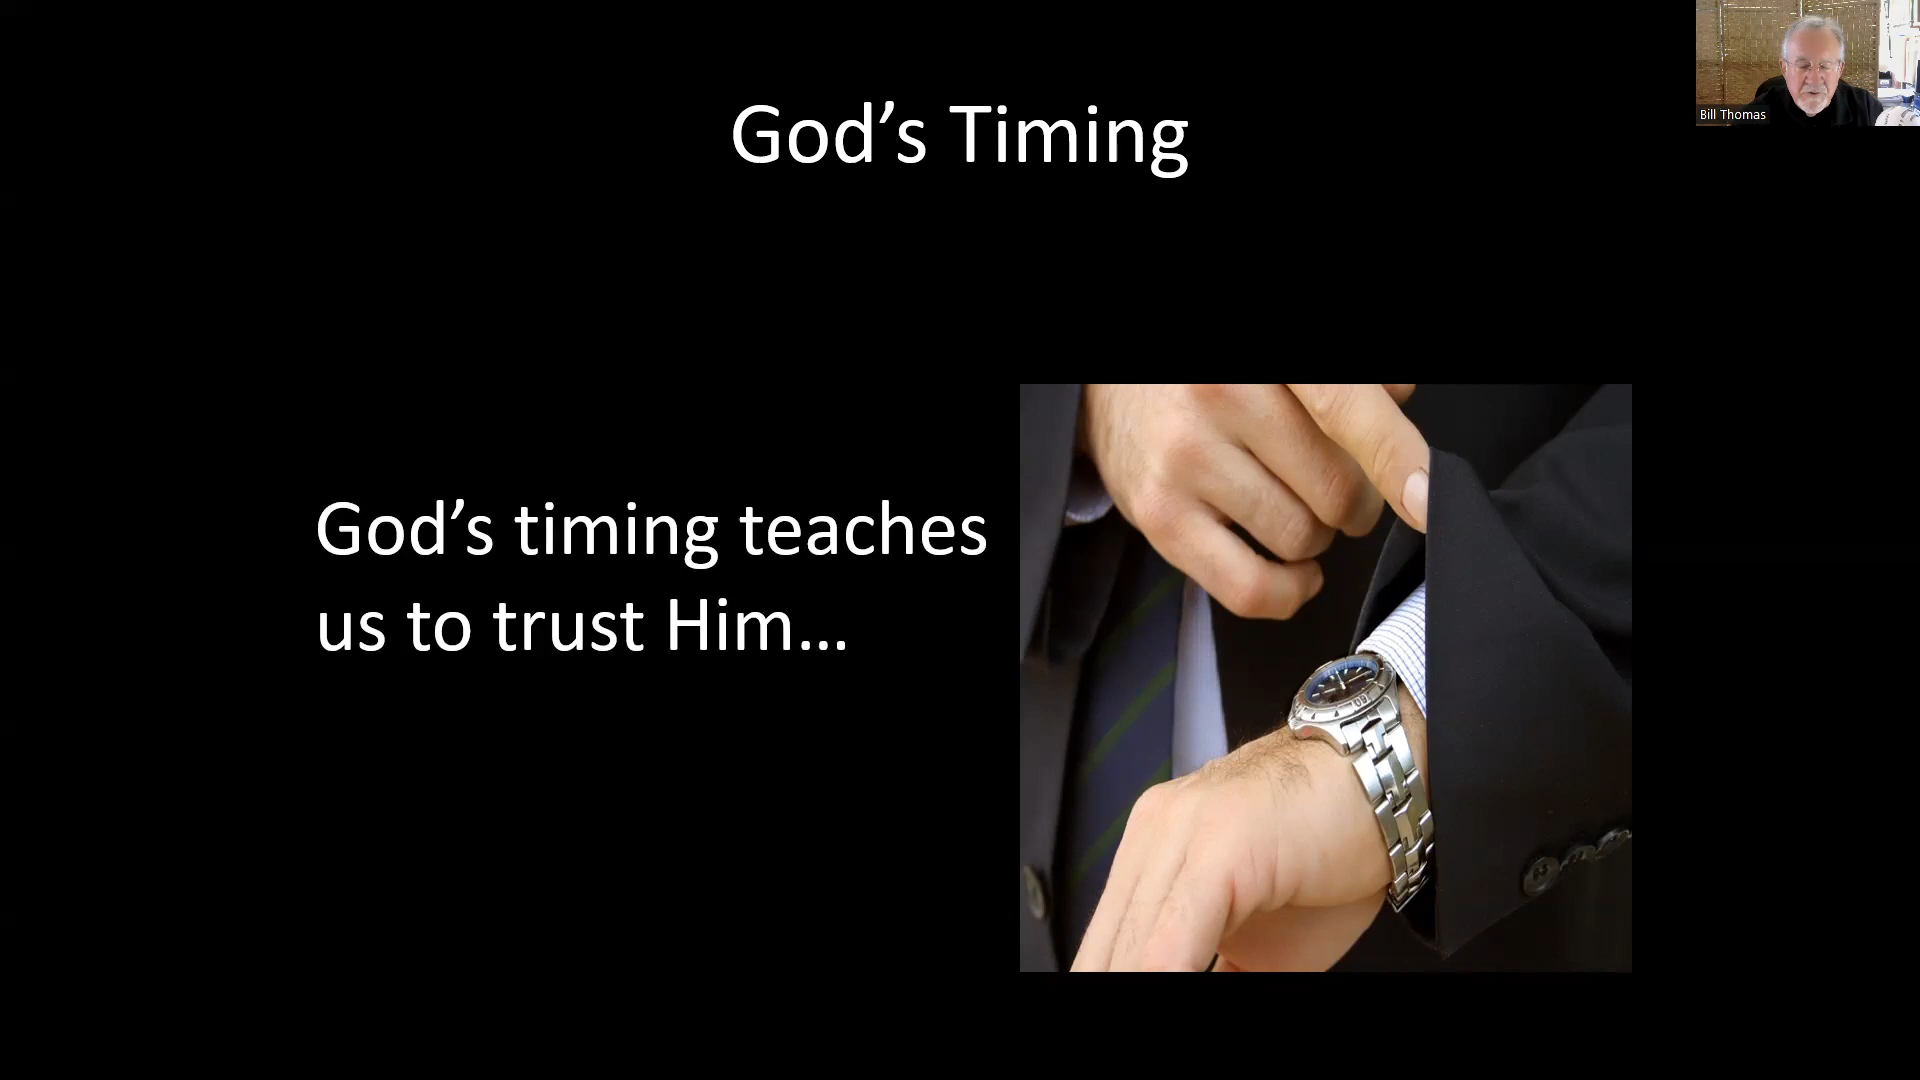 God’s Timing
Bill Thomas
God’s timing teaches
us to trust Him…